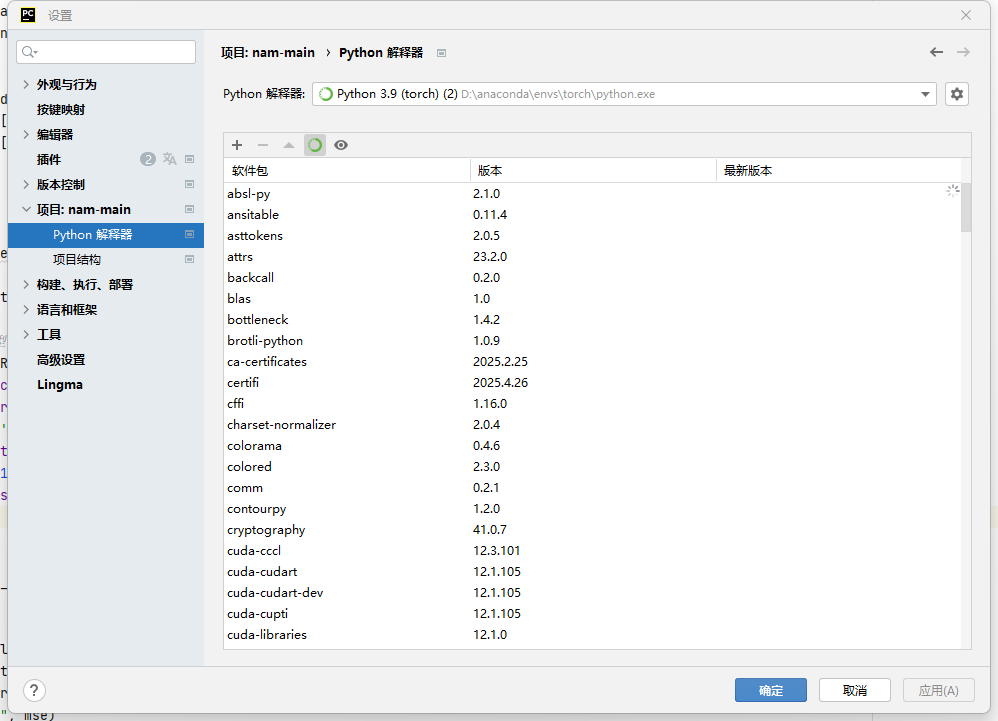 PC
设置
外观与行为
按键映射
编辑器
插件
2
版本控制
项目: nam-main
Python 解释器
项目结构
构建、执行、部署
语言和框架
工具
高级设置
Lingma
项目: nam-main › Python 解释器
Python 解释器: Python 3.9 (torch) (2) D:\anaconda\envs\torch\python.exe
软件包 版本 最新版本
absl-py 2.1.0
ansitable 0.11.4
asttokens 2.0.5
attrs 23.2.0
backcall 0.2.0
blas 1.0
bottleneck 1.4.2
brotli-python 1.0.9
ca-certificates 2025.2.25
certifi 2025.4.26
cffi 1.16.0
charset-normalizer 2.0.4
colorama 0.4.6
colored 2.3.0
comm 0.2.1
contourpy 1.2.0
cryptography 41.0.7
cuda-cccl 12.3.101
cuda-cudart 12.1.105
cuda-cudart-dev 12.1.105
cuda-cupti 12.1.105
cuda-libraries 12.1.0
?
确定 取消 应用(A)
", mse)